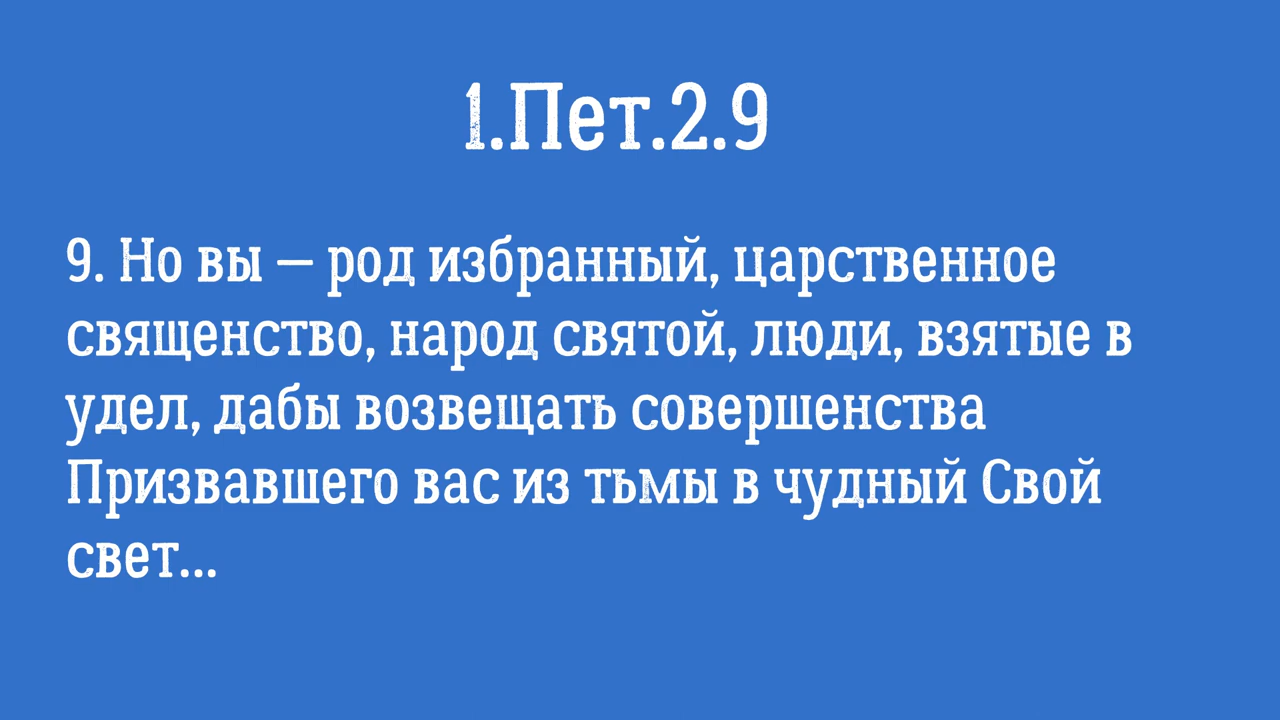 1.Пет.2.9
9. Но вы — род избранный, царственное
священство, народ святой, люди, взятые в
удел, дабы возвещать совершенства
Призвавшего вас из тьмы в чудный Свой
свет...